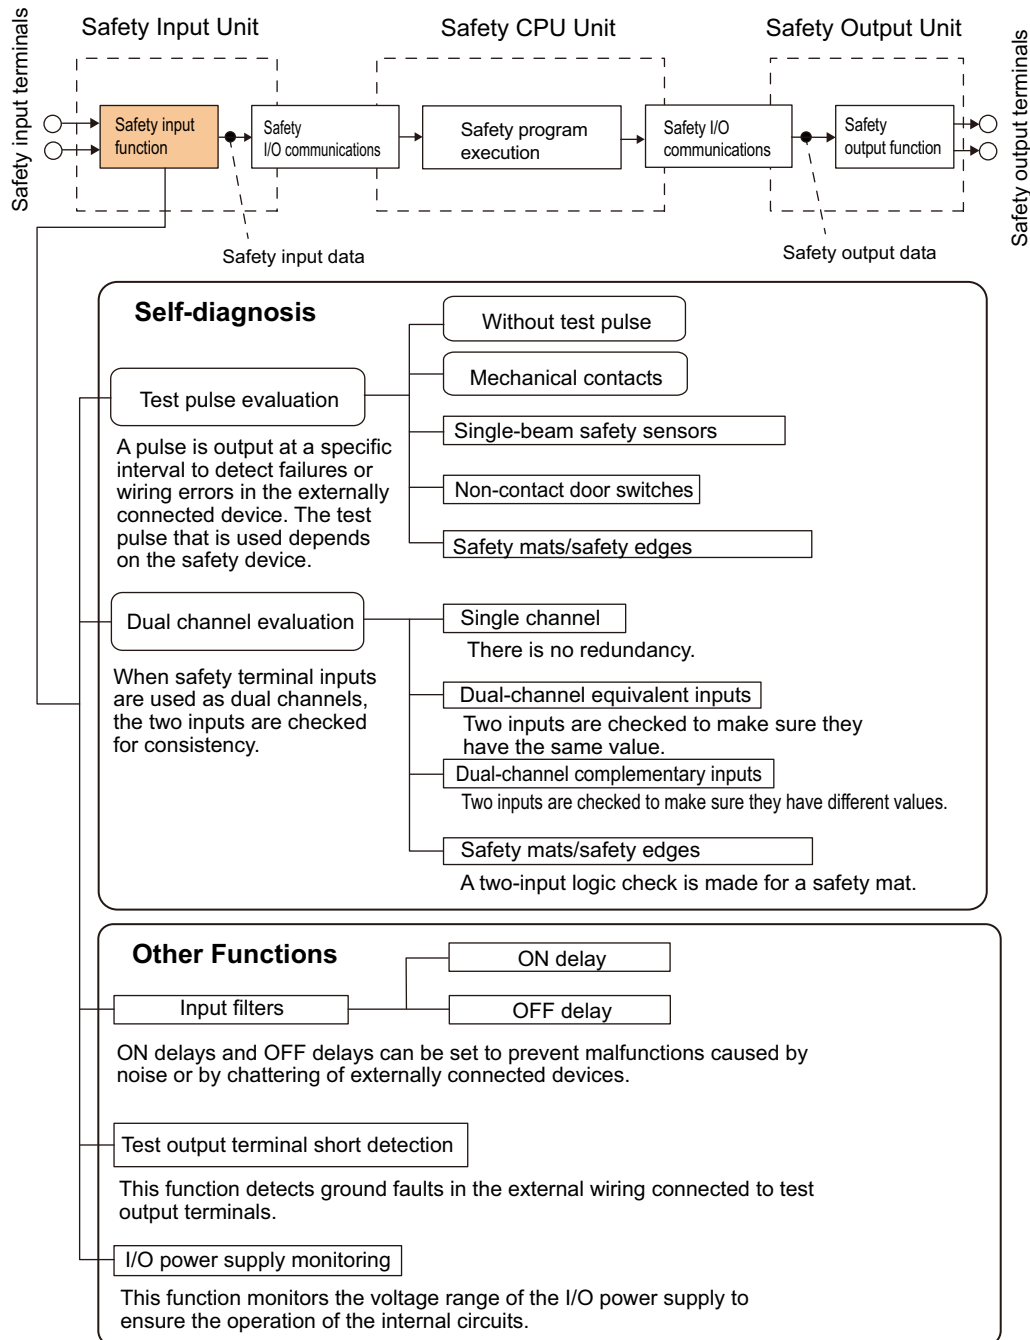 Safety Input Unit
Safety CPU Unit
Safety Output Unit
Safety input terminals
Safety input
function
Safety
I/O communications
Safety program
execution
Safety I/O
communications
Safety
output function
Safety output terminals
Safety input data
Safety output data
Self-diagnosis
Test pulse evaluation
A pulse is output at a specific
interval to detect failures or
wiring errors in the externally
connected device. The test
pulse that is used depends
on the safety device.
Without test pulse
Mechanical contacts
Single-beam safety sensors
Non-contact door switches
Safety mats/safety edges
Dual channel evaluation
When safety terminal inputs
are used as dual channels,
the two inputs are checked
for consistency.
Single channel
There is no redundancy.
Dual-channel equivalent inputs
Two inputs are checked to make sure they
have the same value.
Dual-channel complementary inputs
Two inputs are checked to make sure they have different values.
Safety mats/safety edges
A two-input logic check is made for a safety mat.
Other Functions
Input filters
ON delay
OFF delay
ON delays and OFF delays can be set to prevent malfunctions caused by
noise or by chattering of externally connected devices.
Test output terminal short detection
This function detects ground faults in the external wiring connected to test
output terminals.
I/O power supply monitoring
This function monitors the voltage range of the I/O power supply to
ensure the operation of the internal circuits.